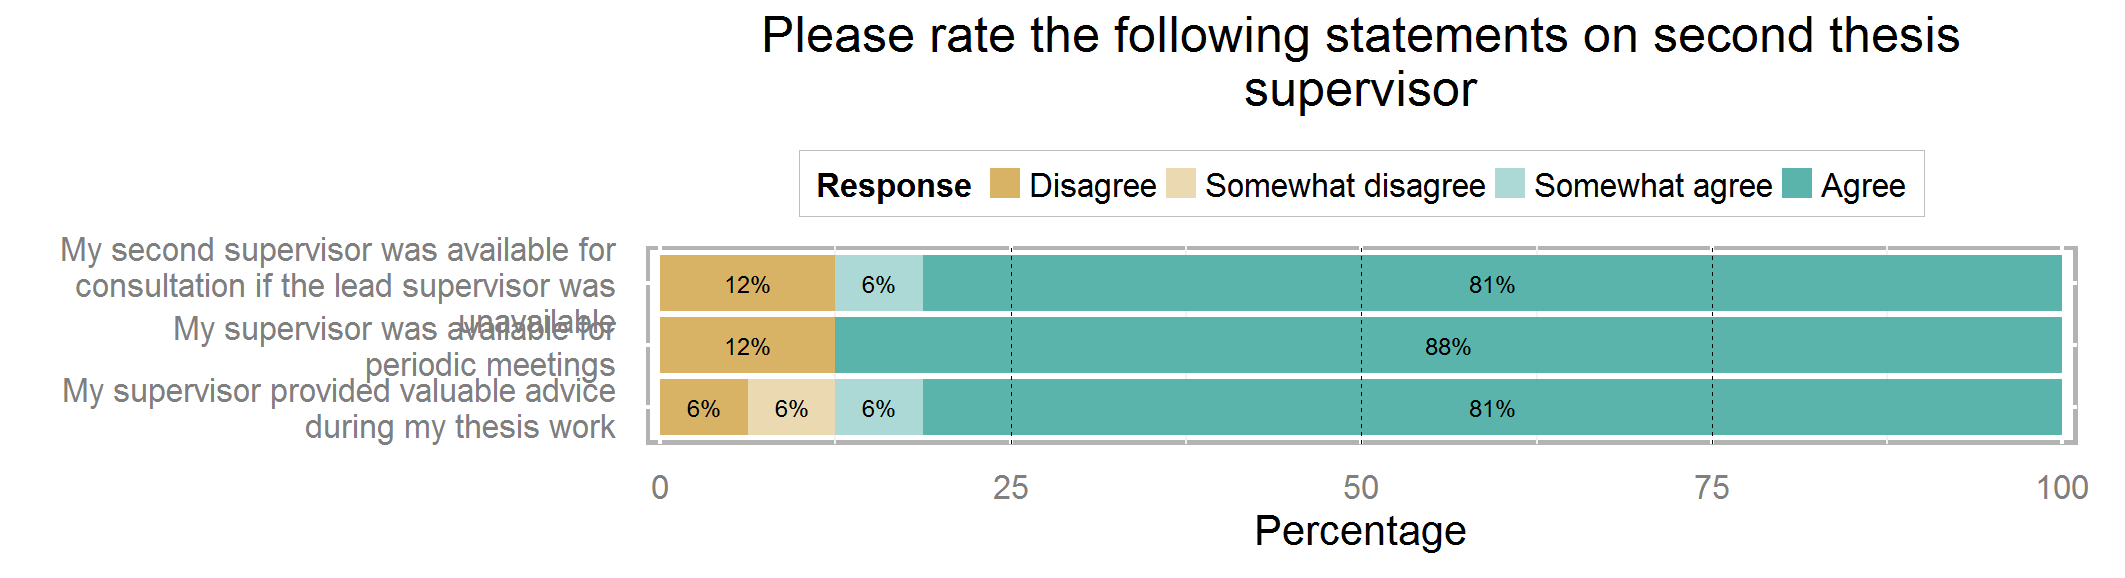 Please rate the following statements on second thesis
supervisor
Response Disagree Somewhat disagree Somewhat agree Agree
My second supervisor was available for
consultation if the lead supervisor was
unavailable
My supervisor was available for
periodic meetings
My supervisor provided valuable advice
during my thesis work
12% 6% 81%
12% 88%
6% 6% 6% 81%
0 25 50 75 100
Percentage